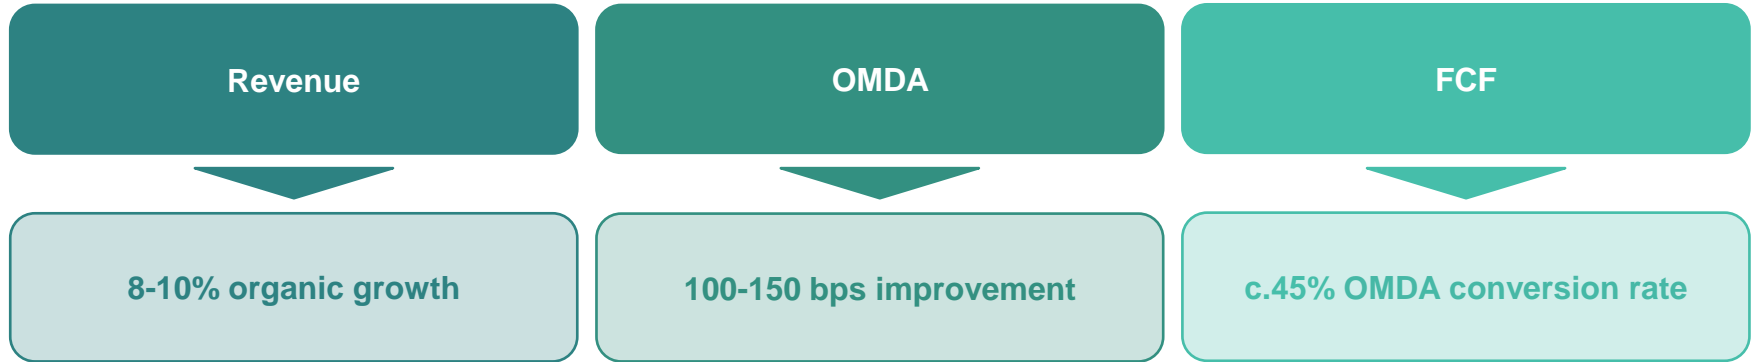 Revenue
OMDA
FCF
8-10% organic growth
100-150 bps improvement
c.45% OMDA conversion rate